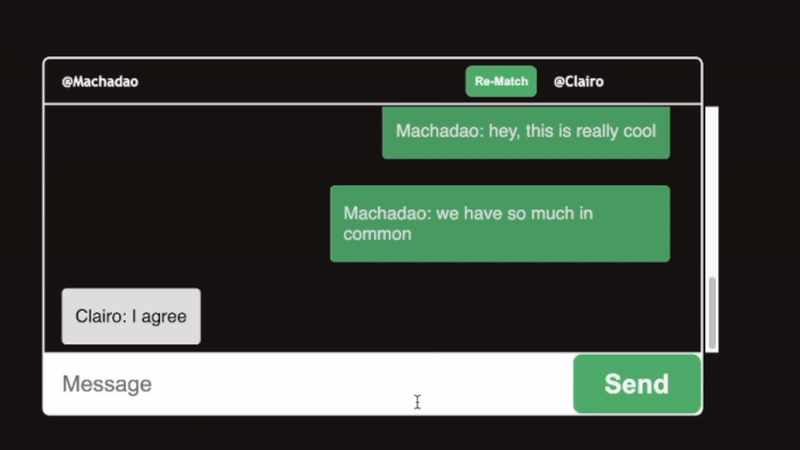 @Machadao
Re-Match
@Clairo
Machadao: hey, this is really cool
Machadao: we have so much in
common
Clairo: I agree
Message
Send